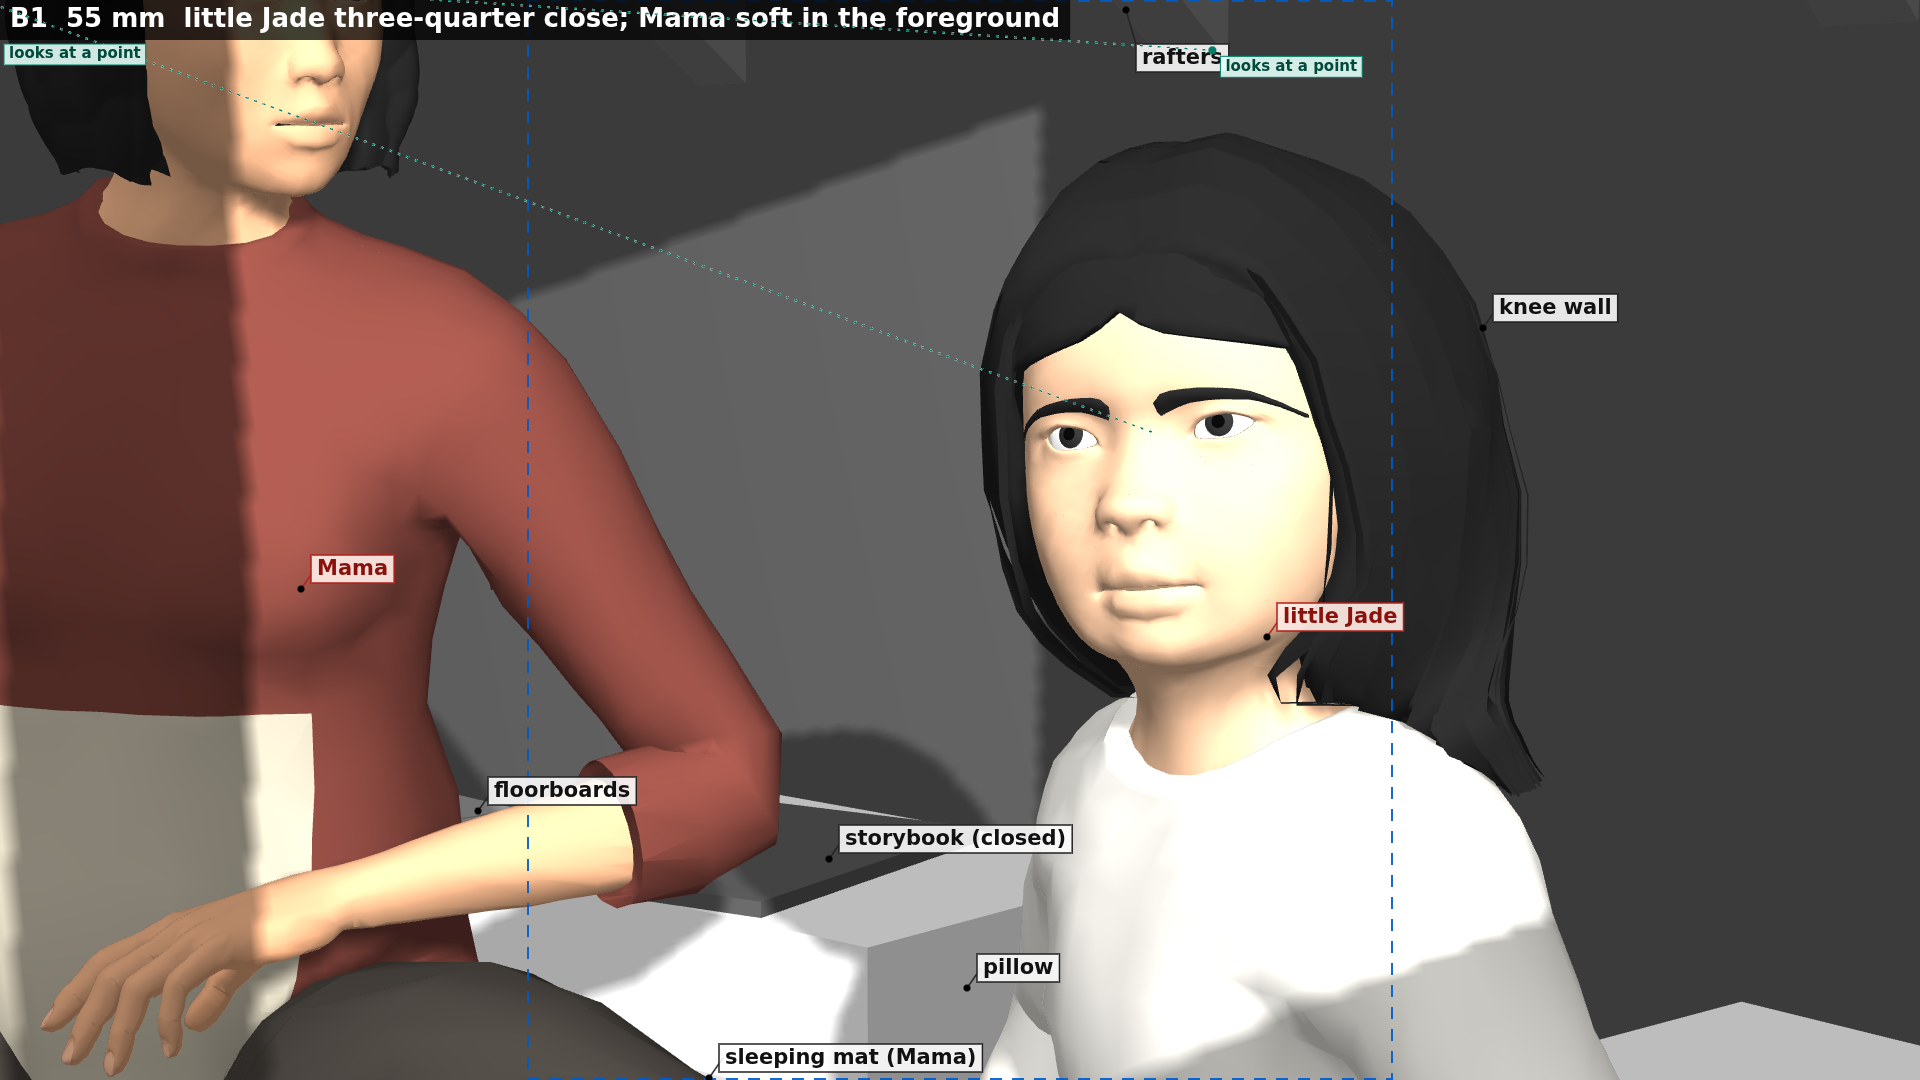 B1 55 mm little Jade three-quarter close; Mama soft in the foreground
looks at a point
rafters
looks at a point
knee wall
Mama
little Jade
floorboards
storybook (closed)
pillow
sleeping mat (Mama)